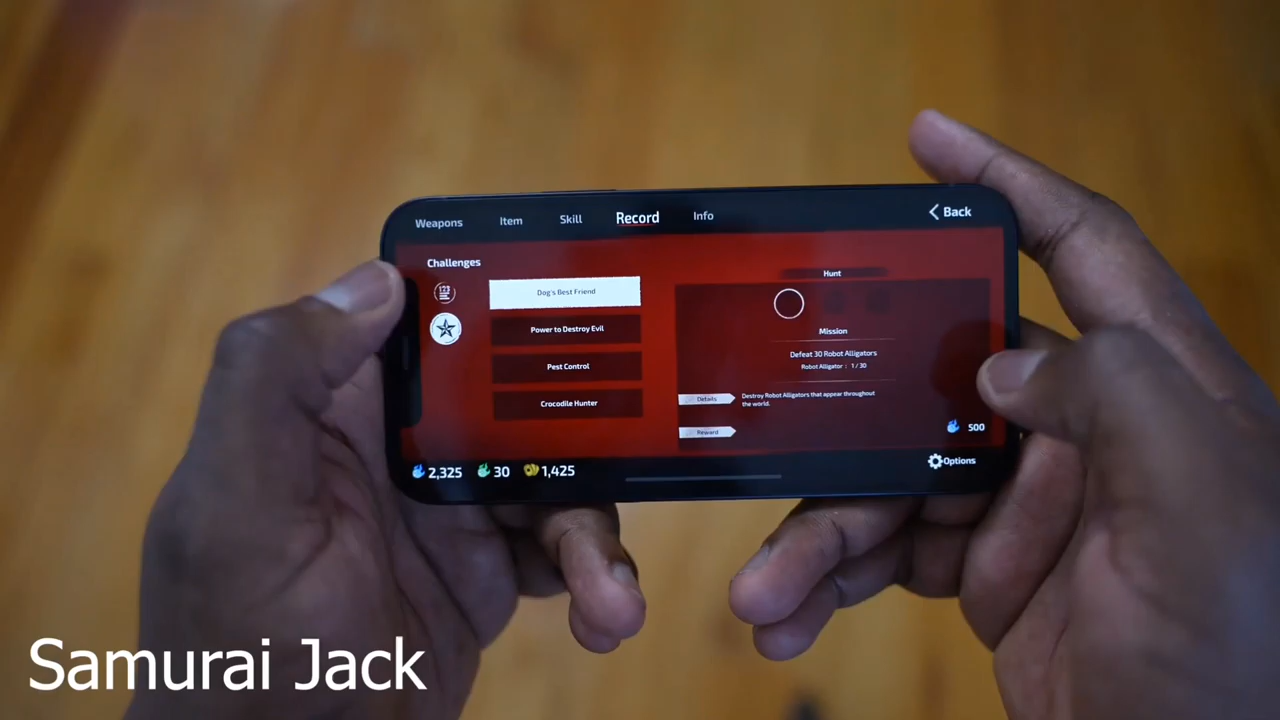 Weapons Item Skill Record Info Back
Challenges
Dog's Best Friend
Power to Destroy Evil
Pest Control
Crocodile Hunter
Hunt
Mission
Defeat 30 Robot Alligators
Robot Alligator : 1 / 30
Details
Destroy Robot Alligators that appear throughout
the world.
Reward
500
2,325 30 1,425
Options
Samurai Jack